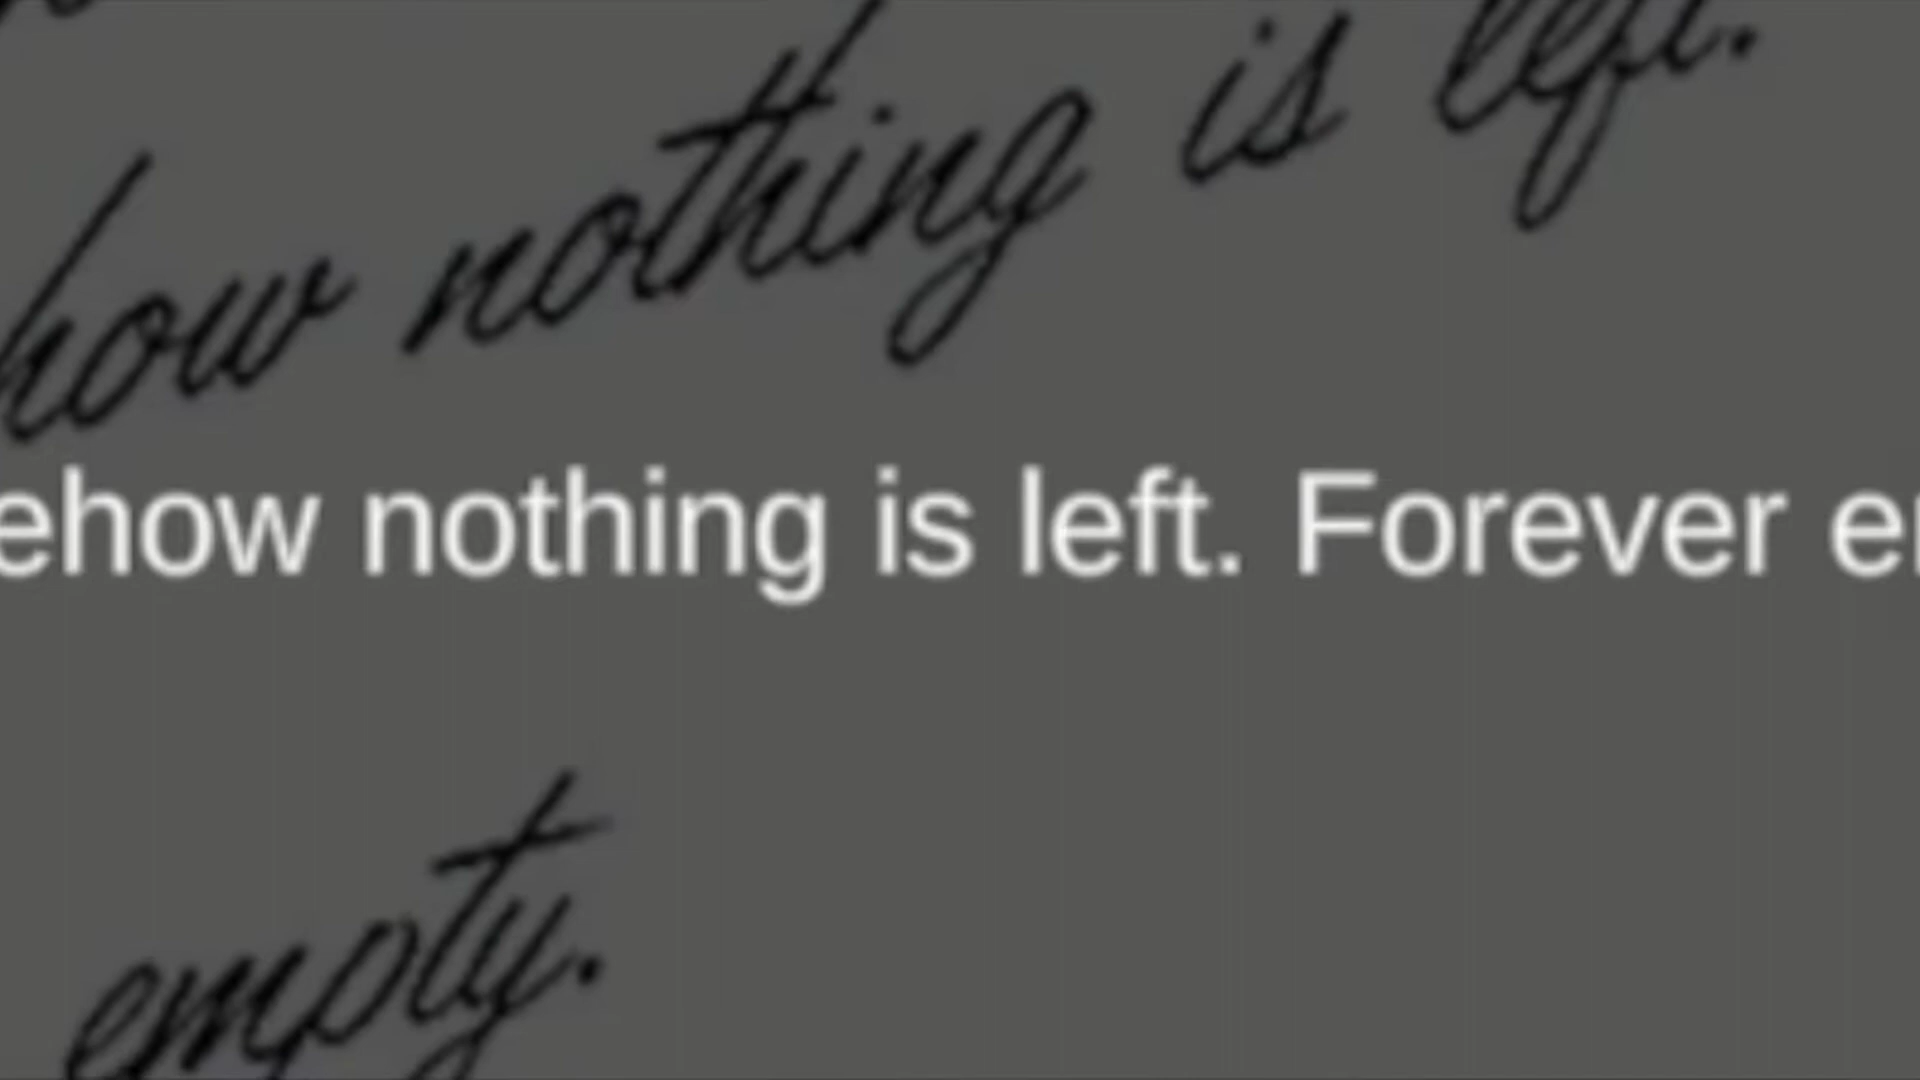 how nothing is left.
ehow nothing is left. Forever e
empty.